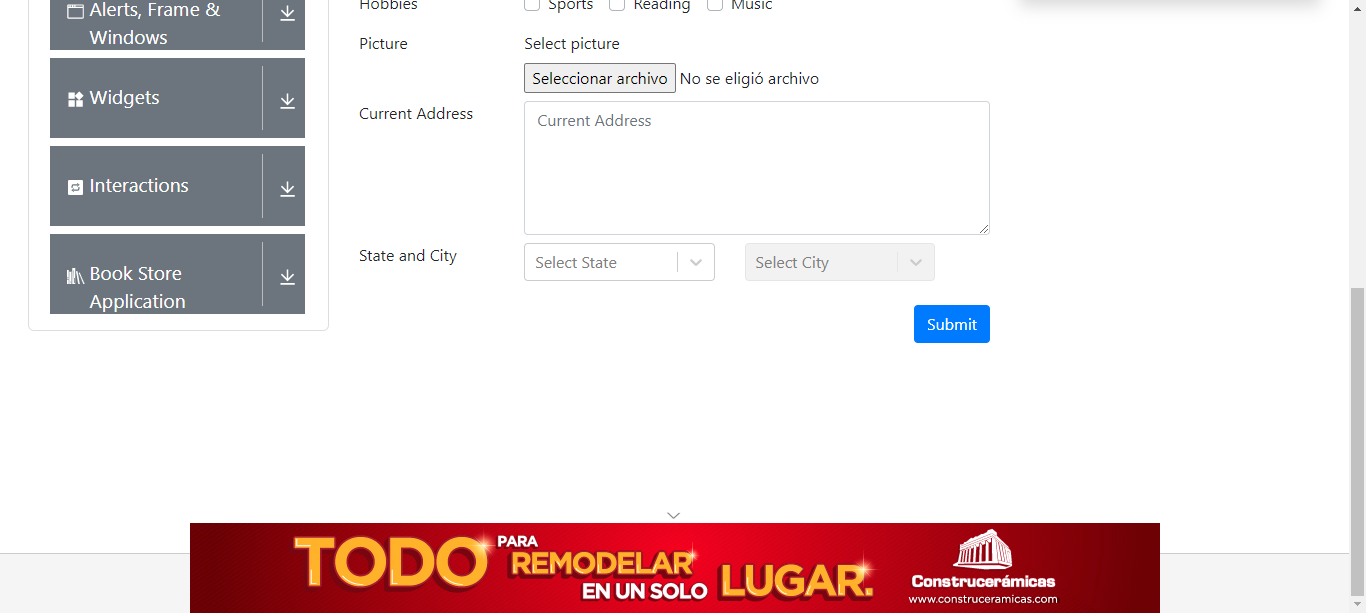 Alerts, Frame &
Windows
Widgets
Interactions
Book Store
Application
Hobbies
Sports Reading Music
Picture
Select picture
Seleccionar archivo No se eligió archivo
Current Address
Current Address
State and City
Select State
Select City
Submit
TODO PARA
REMODELAR
EN UN SOLO
LUGAR.
Construcerámicas
www.construceramicas.com